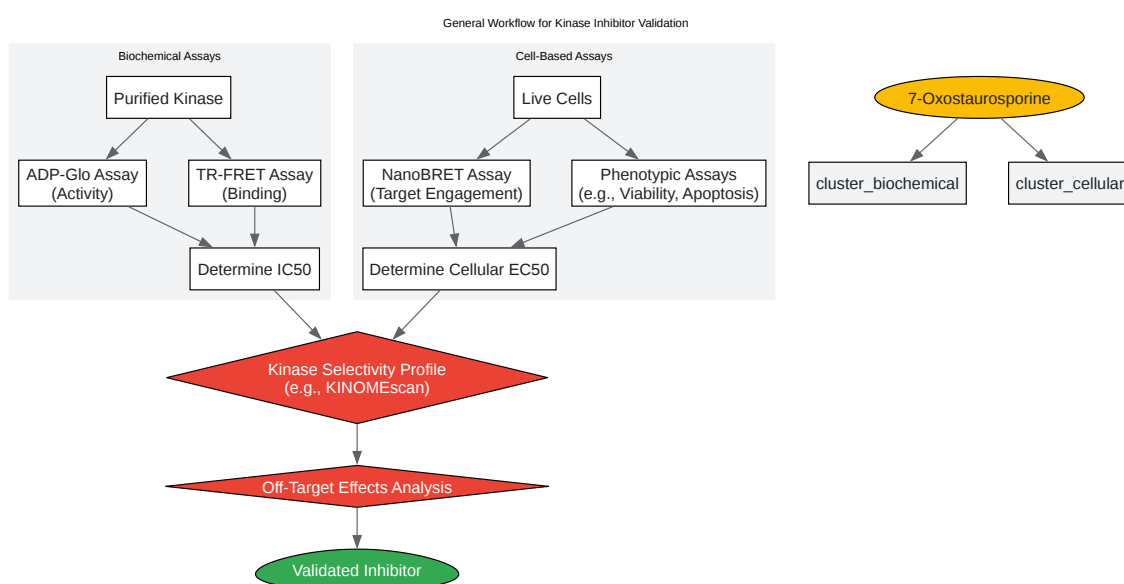 General Workflow for Kinase Inhibitor Validation
Biochemical Assays
Cell-Based Assays
Purified Kinase
Live Cells
7-Oxostaurosporine
ADP-Glo Assay
(Activity)
TR-FRET Assay
(Binding)
NanoBRET Assay
(Target Engagement)
Phenotypic Assays
(e.g., Viability, Apoptosis)
cluster_biochemical
cluster_cellular
Determine IC50
Determine Cellular EC50
Kinase Selectivity Profile
(e.g., KINOMEscan)
Off-Target Effects Analysis
Validated Inhibitor